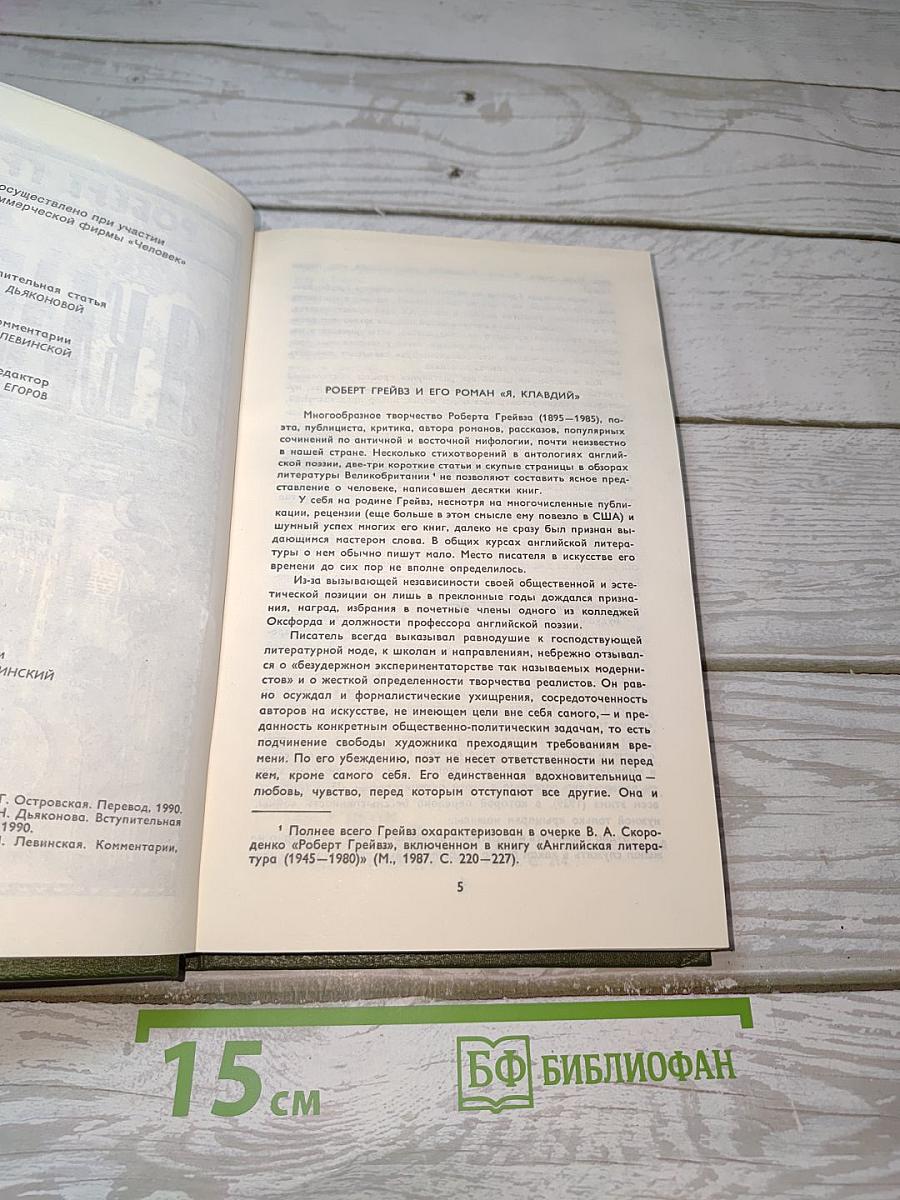 осуществлено при участии
фирмы «Человек»
статья
ДЬЯКОНОВОЙ
ЛЕВИНСКОЙ
ЕГОРОВ
Г. Островская. Перевод, 1990.
Н. Дьяконова. Вступительная
1990.
Левинская. Комментарии,
РОБЕРТ ГРЕЙВЗ И ЕГО РОМАН «Я, КЛАВДИЙ»
Многообразное творчество Роберта Грейвза (1895—1985), по-
эта, публициста, критика, автора романов, рассказов, популярных
сочинений по античной и восточной мифологии, почти неизвестно
в нашей стране. Несколько стихотворений в антологиях англий-
ской поэзии, две-три короткие статьи и скупые страницы в обзорах
литературы Великобритании¹ не позволяют составить ясное пред-
ставление о человеке, написавшем десятки книг.
У себя на родине Грейвз, несмотря на многочисленные публи-
кации, рецензии (еще больше в этом смысле ему повезло в США) и
шумный успех многих его книг, далеко не сразу был признан вы-
дающимся мастером слова. В общих курсах английской литера-
туры о нем обычно пишут мало. Место писателя в искусстве его
времени до сих пор не вполне определилось.
Из-за вызывающей независимости своей общественной и эсте-
тической позиции он лишь в преклонные годы дождался призна-
ния, наград, избрания в почетные члены одного из колледжей
Оксфорда и должности профессора английской поэзии.
Писатель всегда выказывал равнодушие к господствующей
литературной моде, к школам и направлениям, небрежно отзывал-
ся о «безудержном экспериментаторстве так называемых модерни-
стов» и о жесткой определенности творчества реалистов. Он рав-
но осуждал и формалистические ухищрения, сосредоточенность
авторов на искусстве, не имеющем цели вне себя самого,— и пре-
данность конкретным общественно-политическим задачам, то есть
подчинение свободы художника преходящим требованиям вре-
мени. По его убеждению, поэт не несет ответственности ни перед
кем, кроме самого себя. Его единственная вдохновительница —
любовь, чувство, перед которым отступают все другие. Она и
¹ Полнее всего Грейвз охарактеризован в очерке В. А. Скоро-
денко «Роберт Грейвз», включенном в книгу «Английская литера-
тура (1945—1980)» (М., 1987. С. 220—227).
5
15 см
БФ БИБЛИОФАН